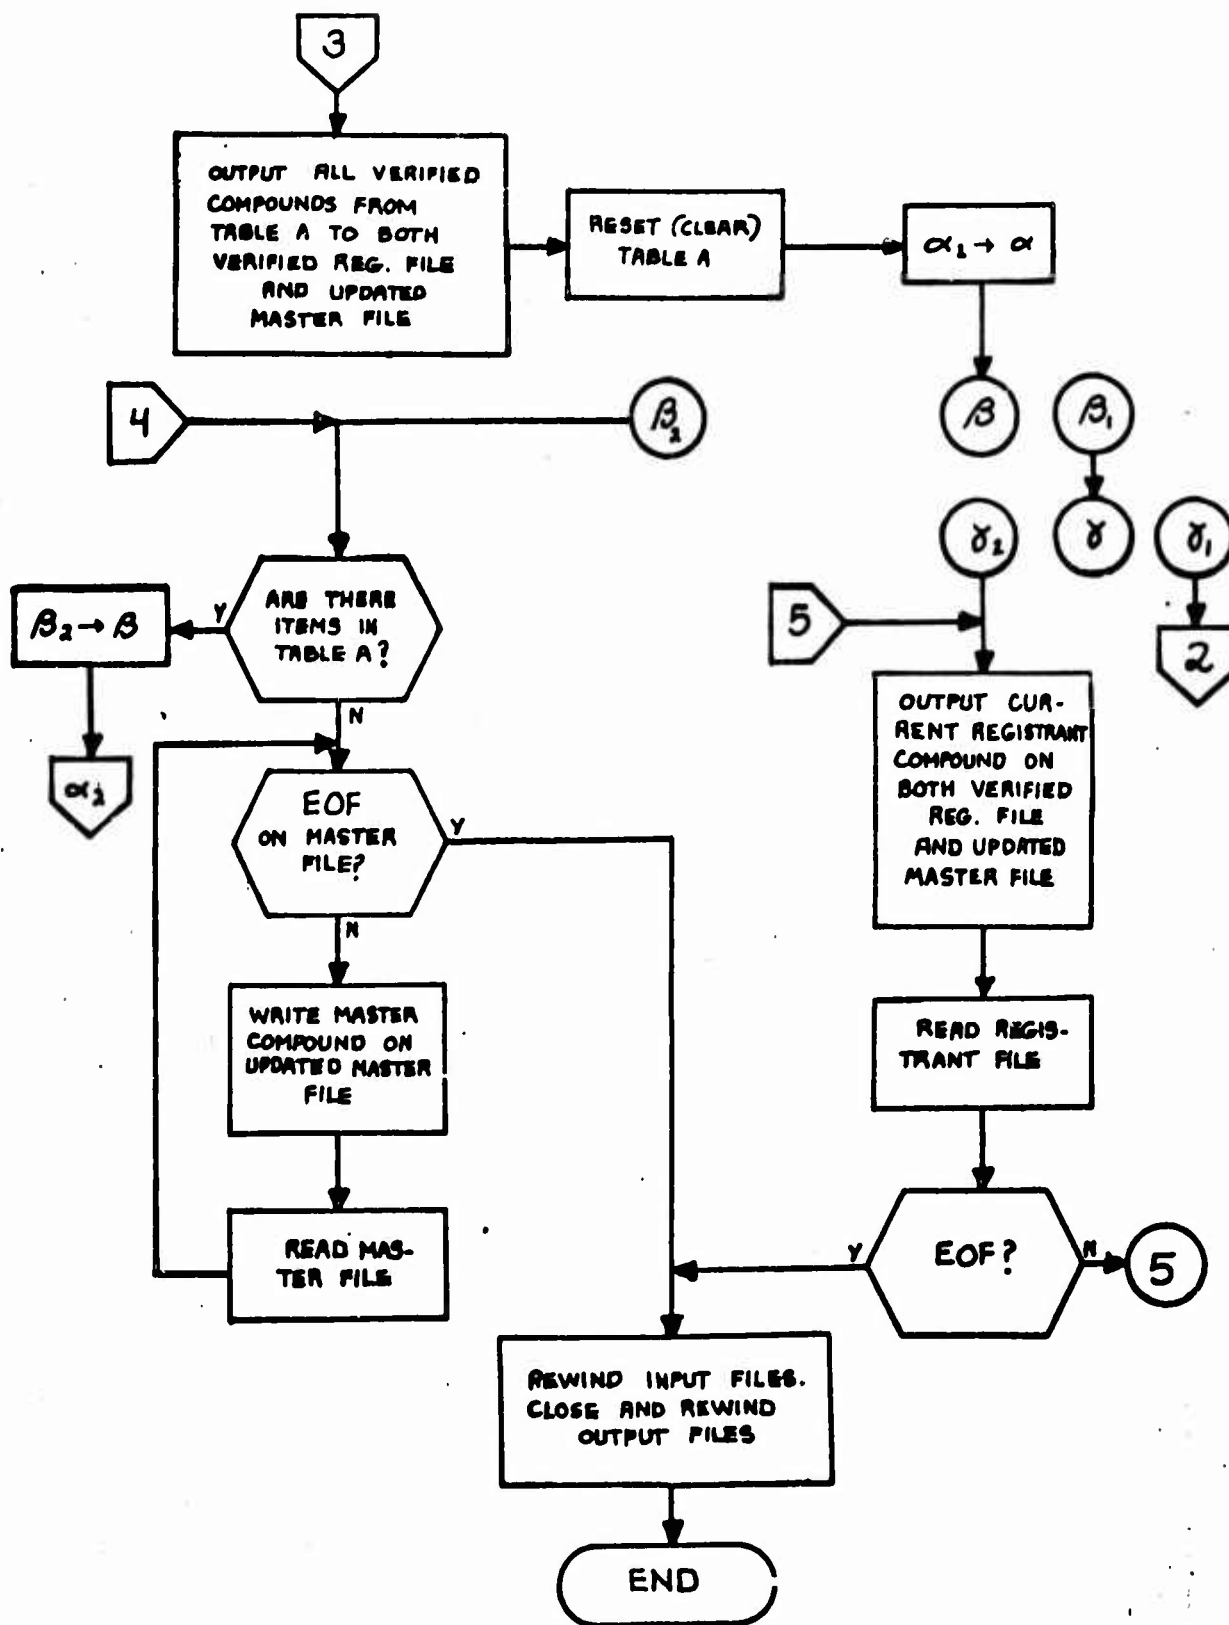 3
OUTPUT ALL VERIFIED
COMPOUNDS FROM
TABLE A TO BOTH
VERIFIED REG. FILE
AND UPDATED
MASTER FILE
RESET (CLEAR)
TABLE A
α₁ → α
4
β₂
β
β₁
γ₂
γ
γ₁
5
2
ARE THERE
ITEMS IN
TABLE A?
Y
β₂ → β
α₂
N
EOF
ON MASTER
FILE?
Y
N
WRITE MASTER
COMPOUND ON
UPDATED MASTER
FILE
READ MAS-
TER FILE
OUTPUT CUR-
RENT REGISTRANT
COMPOUND ON
BOTH VERIFIED
REG. FILE
AND UPDATED
MASTER FILE
READ REGIS-
TRANT FILE
EOF?
Y
N
5
REWIND INPUT FILES.
CLOSE AND REWIND
OUTPUT FILES
END